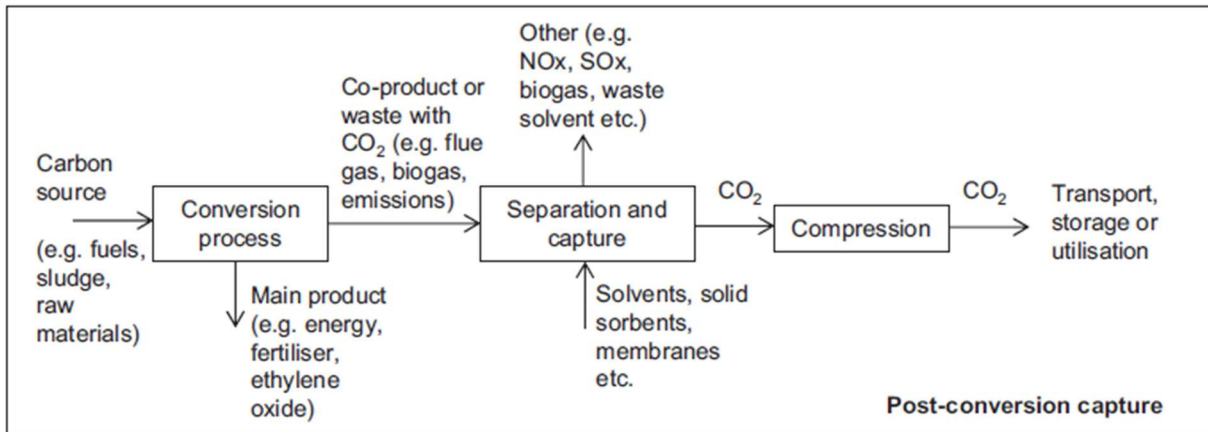 Carbon
source
(e.g. fuels,
sludge,
raw
materials)
Conversion
process
Main product
(e.g. energy,
fertiliser,
ethylene
oxide)
Co-product or
waste with
CO₂ (e.g. flue
gas, biogas,
emissions)
Other (e.g.
NOx, SOx,
biogas, waste
solvent etc.)
Separation and
capture
Solvents, solid
sorbents,
membranes
etc.
CO₂
Compression
CO₂
Transport,
storage or
utilisation
Post-conversion capture